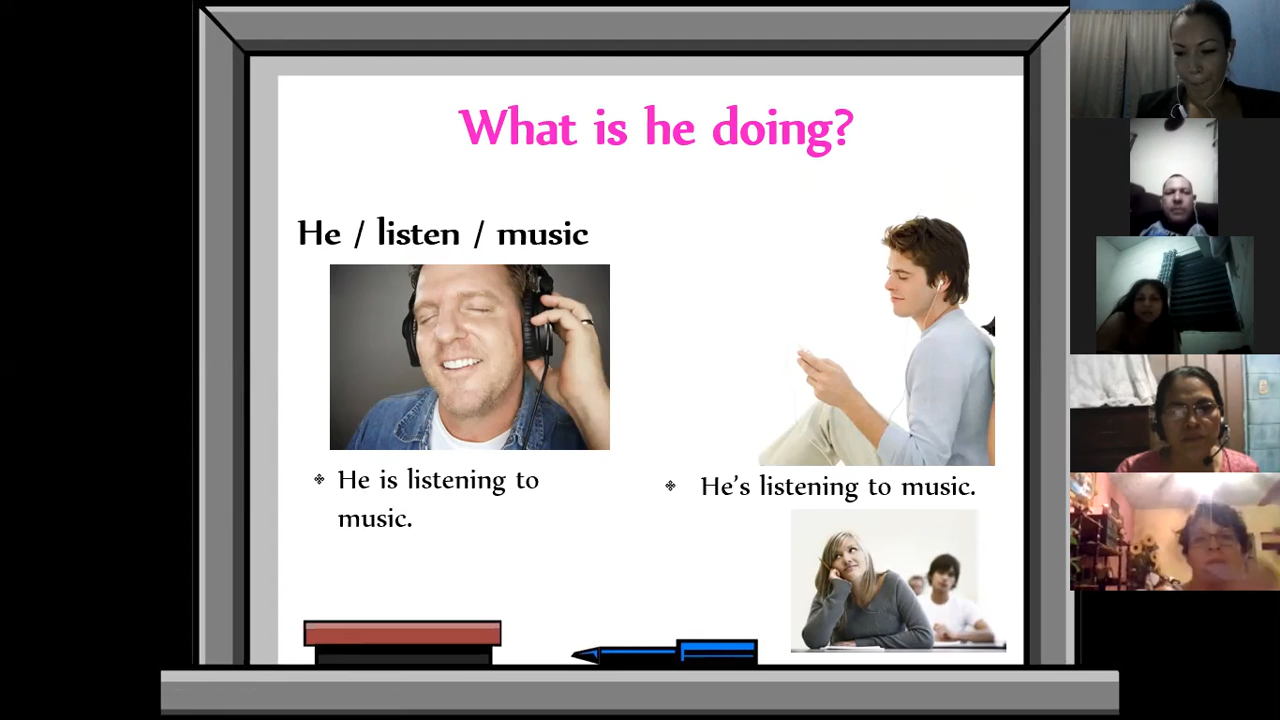 What is he doing?
He / listen / music
He is listening to
music.
He's listening to music.